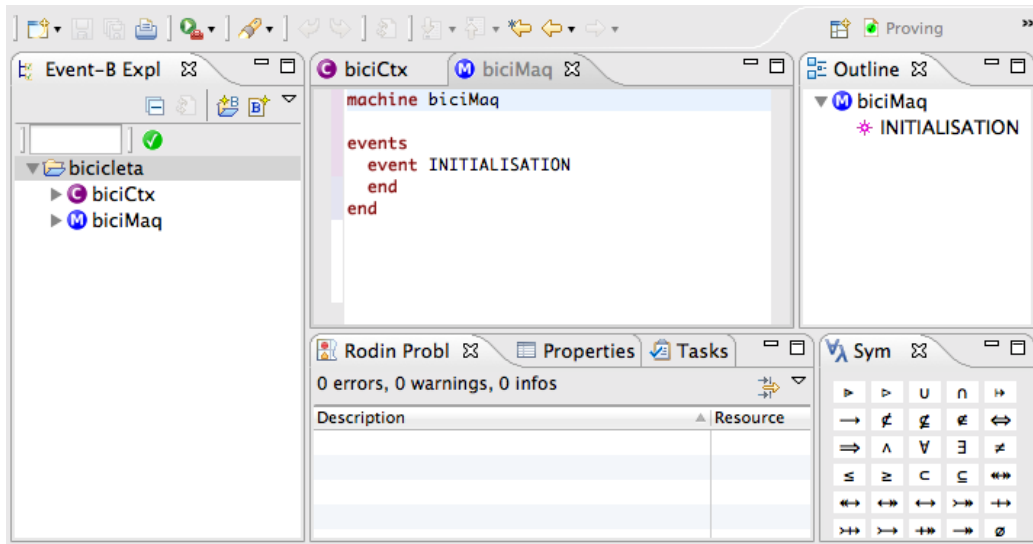 Proving
»
Event-B Expl
bicicleta
biciCtx
biciMaq
biciCtx
biciMaq
machine biciMaq
events
event INITIALISATION
end
end
Outline
biciMaq
INITIALISATION
Rodin Probl
Properties
Tasks
0 errors, 0 warnings, 0 infos
Description
Resource
Sym
⩥ ▷ ∪ ∩ ⤅
→ ⊄ ⊈ ∉ ⇔
⇒ ∧ ∀ ∃ ≠
≤ ≥ ⊂ ⊆
↔
∅